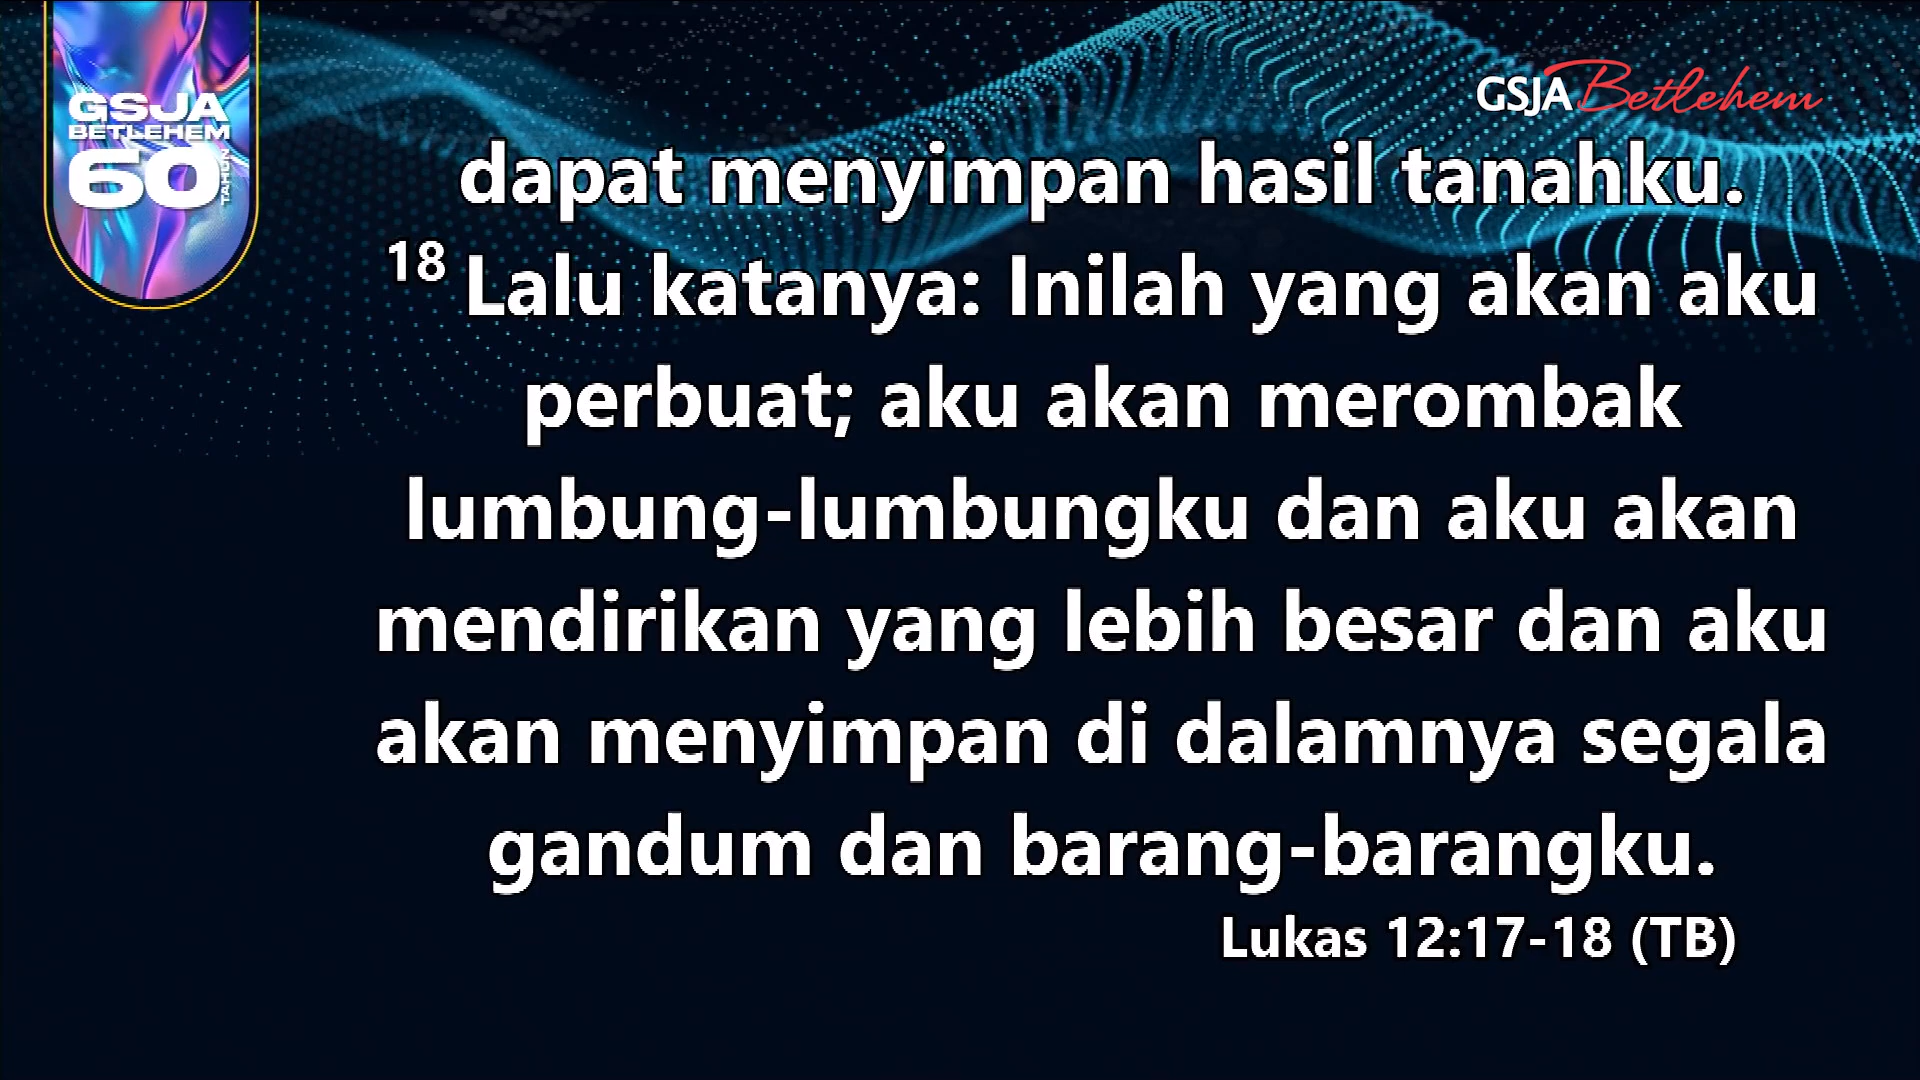 GSJA
BETLEHEM
60
TAHUN
GSJA Betlehem
dapat menyimpan hasil tanahku.
18 Lalu katanya: Inilah yang akan aku
perbuat; aku akan merombak
lumbung-lumbungku dan aku akan
mendirikan yang lebih besar dan aku
akan menyimpan di dalamnya segala
gandum dan barang-barangku.
Lukas 12:17-18 (TB)